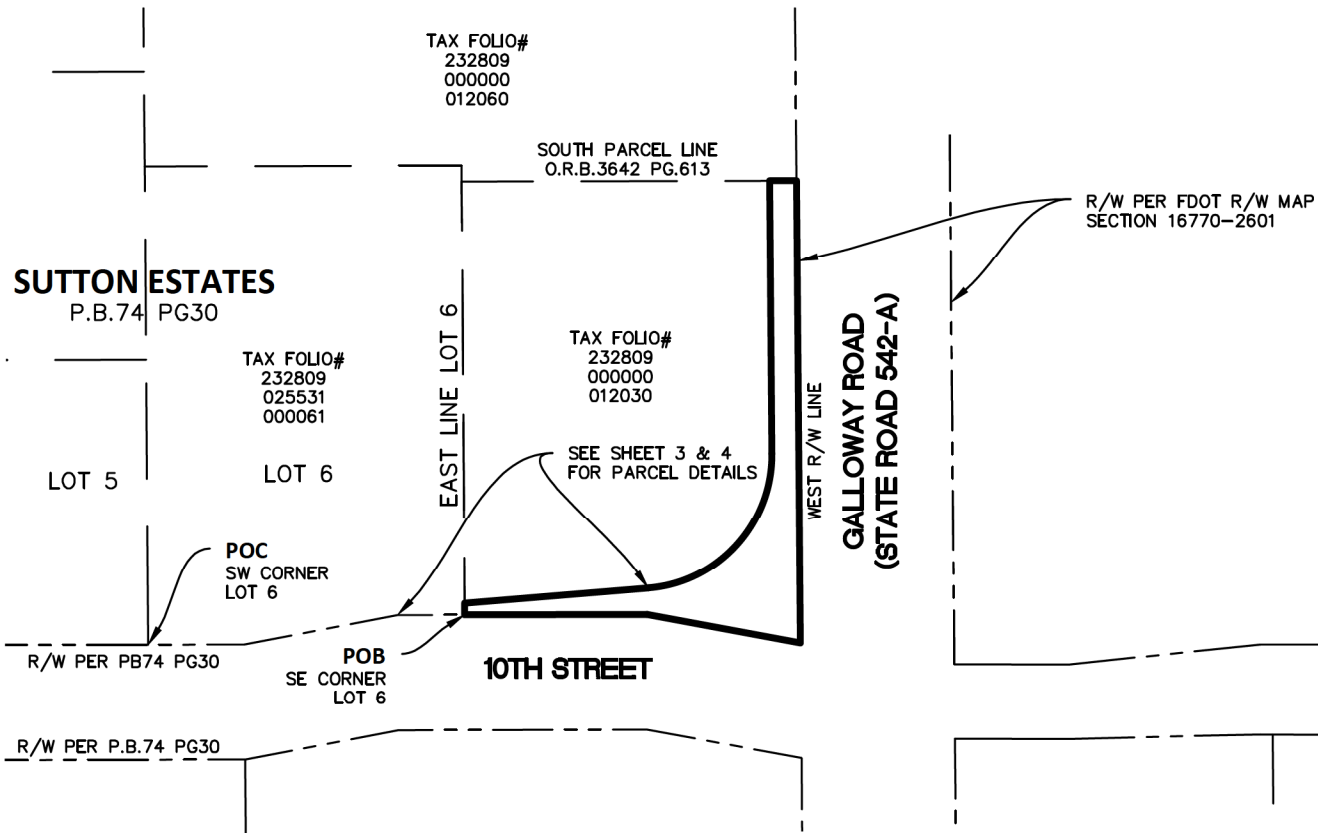 TAX FOLIO#
232809
000000
012060
SOUTH PARCEL LINE
O.R.B.3642 PG.613
R/W PER FDOT R/W MAP
SECTION 16770-2601
SUTTON ESTATES
P.B.74 PG30
TAX FOLIO#
232809
025531
000061
LOT 5
LOT 6
EAST LINE LOT 6
TAX FOLIO#
232809
000000
012030
SEE SHEET 3 & 4
FOR PARCEL DETAILS
WEST R/W LINE
GALLOWAY ROAD
(STATE ROAD 542-A)
POC
SW CORNER
LOT 6
R/W PER PB74 PG30
POB
SE CORNER
LOT 6
10TH STREET
R/W PER P.B.74 PG30